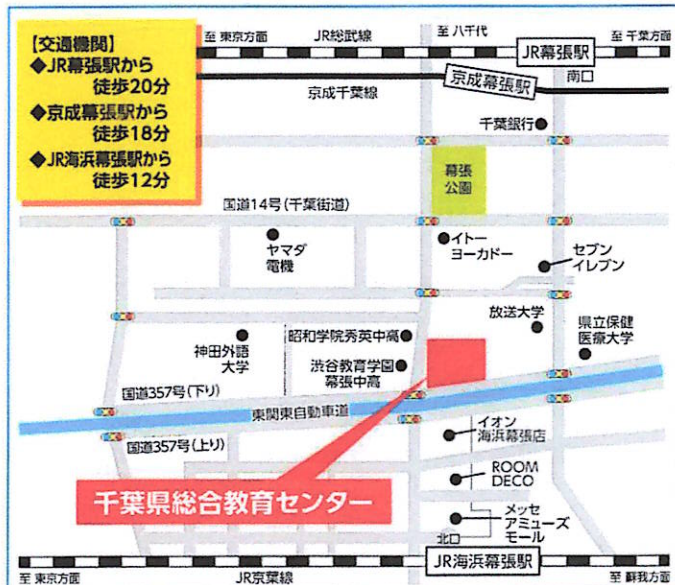 【交通機関】
◆JR幕張駅から
徒歩20分
◆京成幕張駅から
徒歩18分
◆JR海浜幕張駅から
徒歩12分
至 東京方面
JR総武線
至 八千代
JR幕張駅
至 千葉方面
南口
京成千葉線
京成幕張駅
千葉銀行
幕張
公園
国道14号(千葉街道)
ヤマダ
電機
イトー
ヨーカドー
セブン
イレブン
放送大学
県立保健
医療大学
神田外語
大学
昭和学院秀英中高
渋谷教育学園
幕張中高
国道357号(下り)
東関東自動車道
国道357号(上り)
イオン
海浜幕張店
ROOM
DECO
千葉県総合教育センター
メッセ
アミューズ
モール
北口
JR海浜幕張駅
至 東京方面
JR京葉線
至 蘇我方面